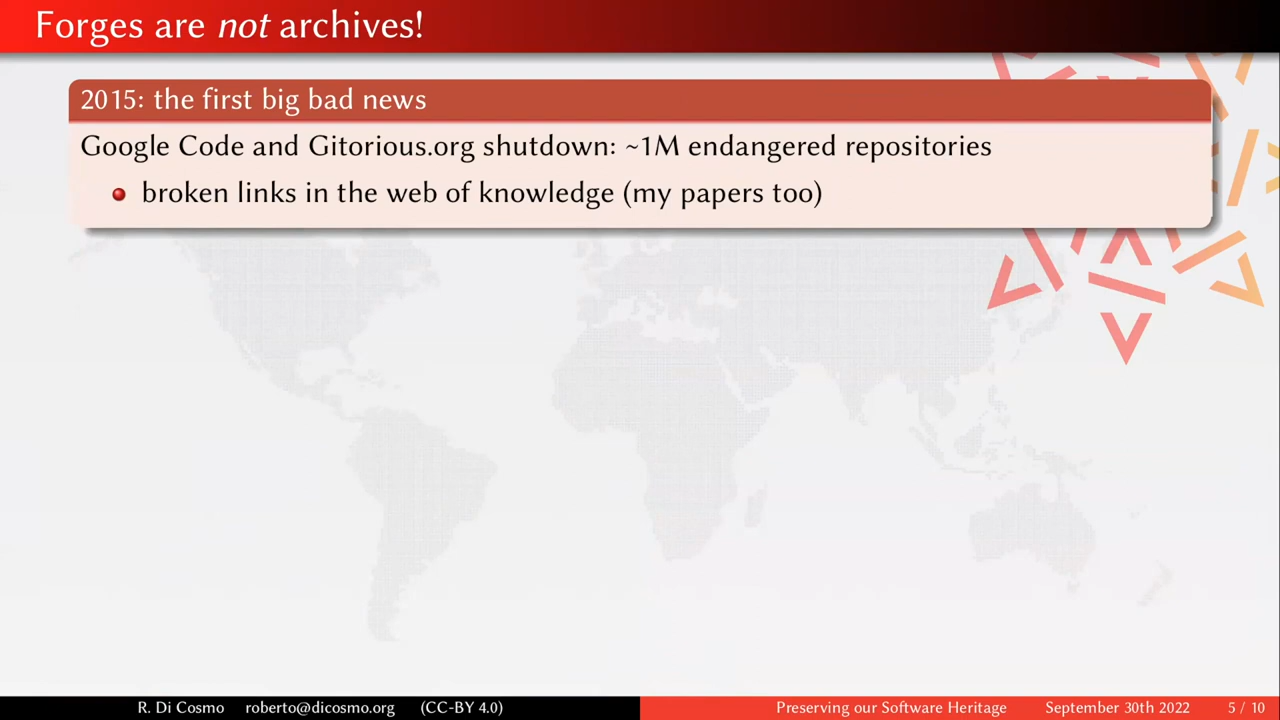 Forges are not archives!
2015: the first big bad news
Google Code and Gitorious.org shutdown: ~1M endangered repositories
broken links in the web of knowledge (my papers too)
R. Di Cosmo roberto@dicosmo.org (CC-BY 4.0) Preserving our Software Heritage September 30th 2022 5 / 10